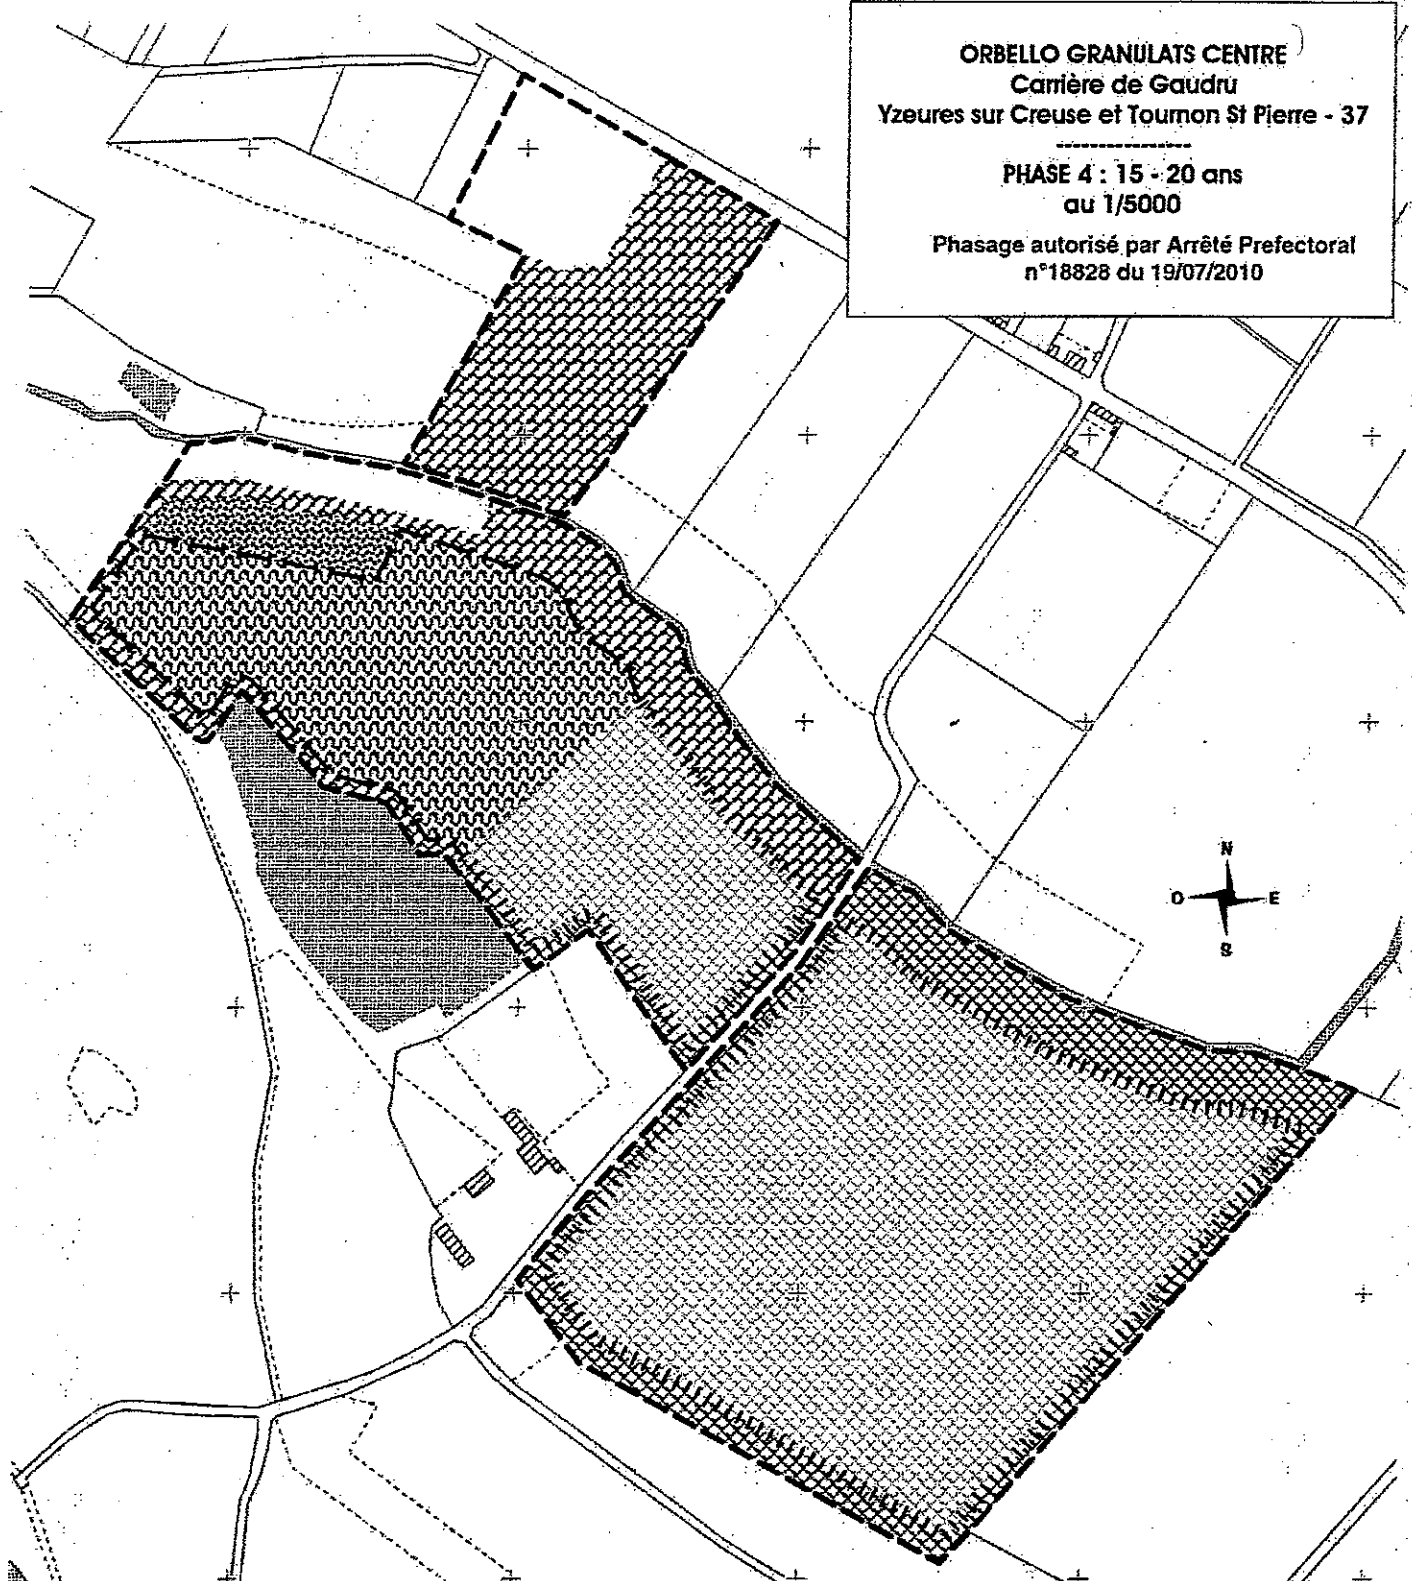 ORBELLO GRANULATS CENTRE
Carrière de Gaudru
Yzeures sur Creuse et Tournon St Pierre - 37
---------------
PHASE 4 : 15 - 20 ans
au 1/5000
Phasage autorisé par Arrêté Prefectoral
n°18828 du 19/07/2010
N
O E
S